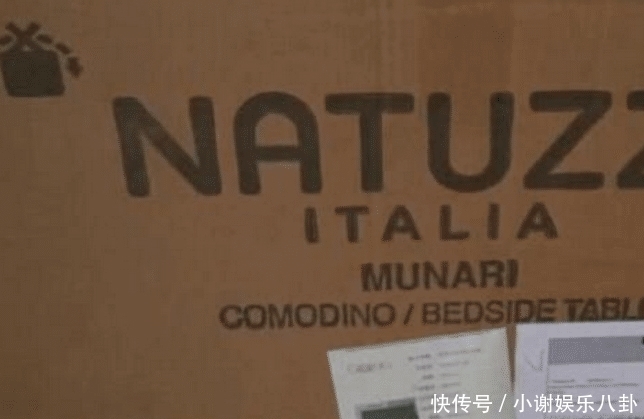 NATUZZ
ITALIA
MUNARI
COMODINO / BEDSIDE TABL
快传号 / 小谢娱乐八卦